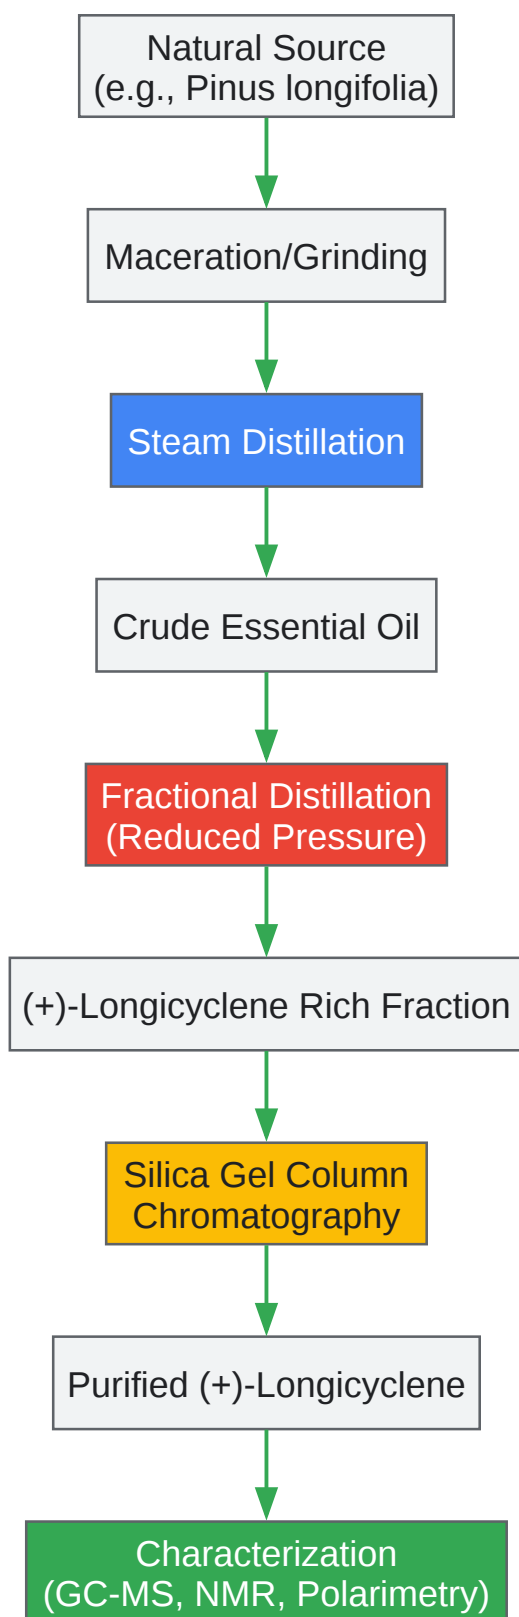 Natural Source
(e.g., Pinus longifolia)
Maceration/Grinding
Steam Distillation
Crude Essential Oil
Fractional Distillation
(Reduced Pressure)
(+)-Longicyclene Rich Fraction
Silica Gel Column
Chromatography
Purified (+)-Longicyclene
Characterization
(GC-MS, NMR, Polarimetry)